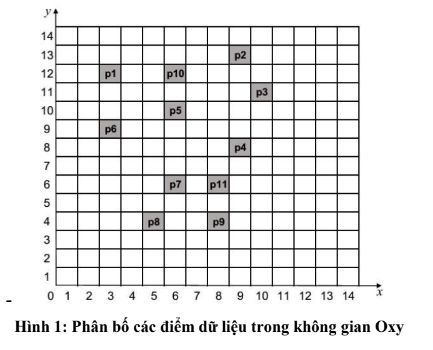 y
14
13 p2
12 p1 p10
11 p3
10 p5
9 p6
8 p4
7
6 p7 p11
5
4 p8 p9
3
2
1
0 1 2 3 4 5 6 7 8 9 10 11 12 13 14 x
-
Hình 1: Phân bố các điểm dữ liệu trong không gian Oxy